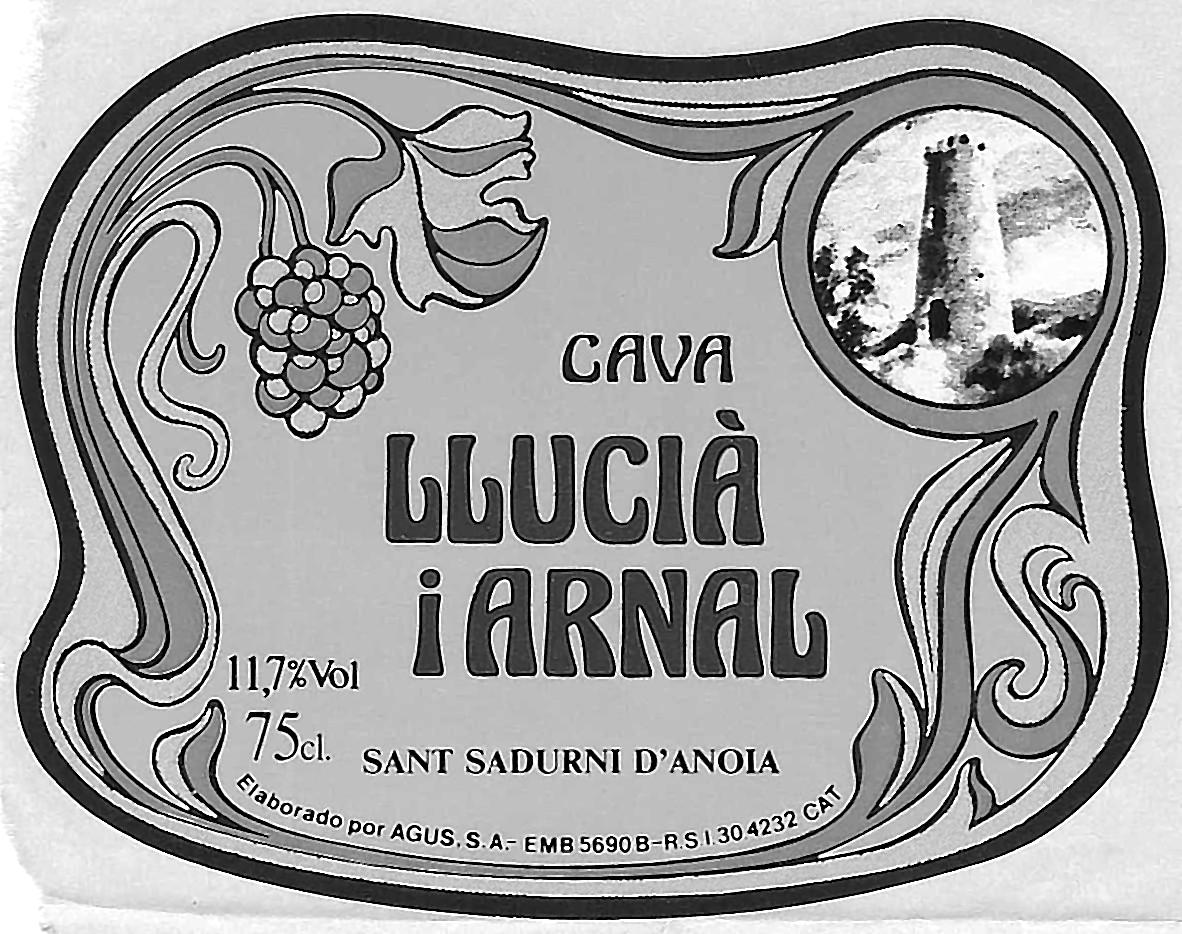 CAVA
LLUCIÀ
i ARNAL
11,7%Vol
75cl.
SANT SADURNI D'ANOIA
Elaborado por AGUS, S.A.- EMB 5690 B-R.S.I. 30.4232 CAT